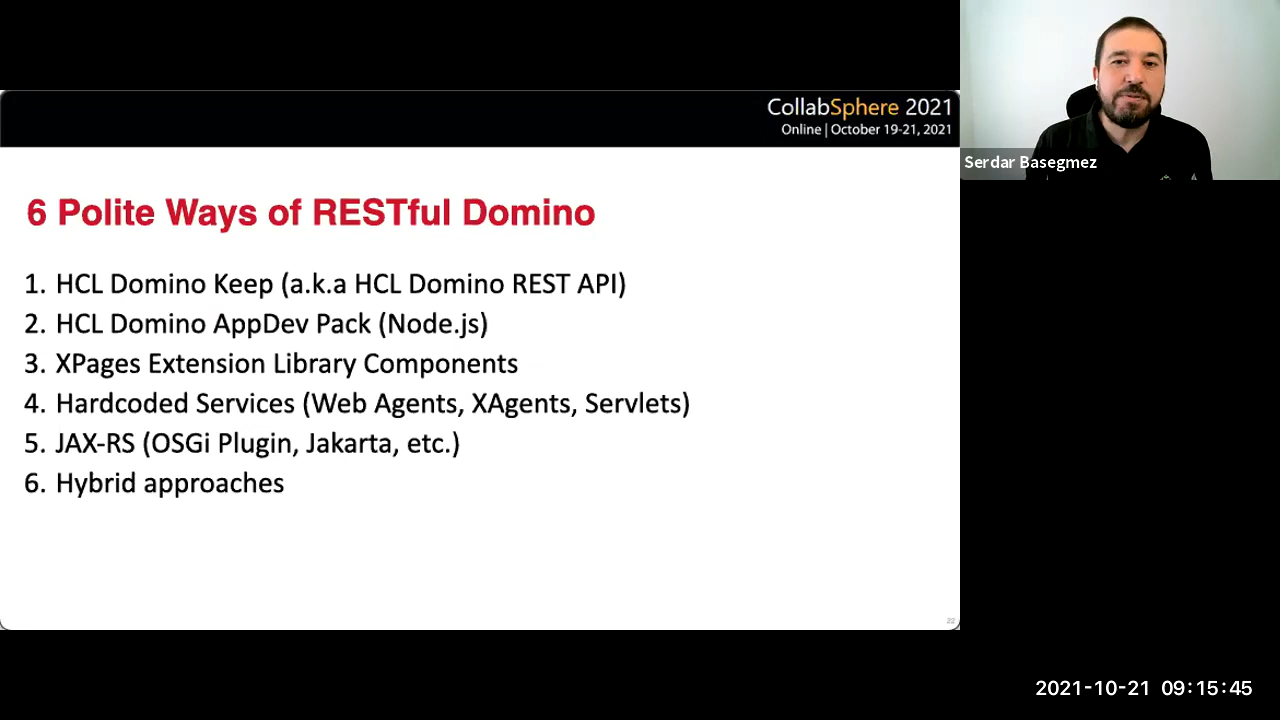 CollabSphere 2021
Online | October 19-21, 2021
Serdar Basegmez
6 Polite Ways of RESTful Domino
1. HCL Domino Keep (a.k.a HCL Domino REST API)
2. HCL Domino AppDev Pack (Node.js)
3. XPages Extension Library Components
4. Hardcoded Services (Web Agents, XAgents, Servlets)
5. JAX-RS (OSGi Plugin, Jakarta, etc.)
6. Hybrid approaches
22
2021-10-21 09:15:45